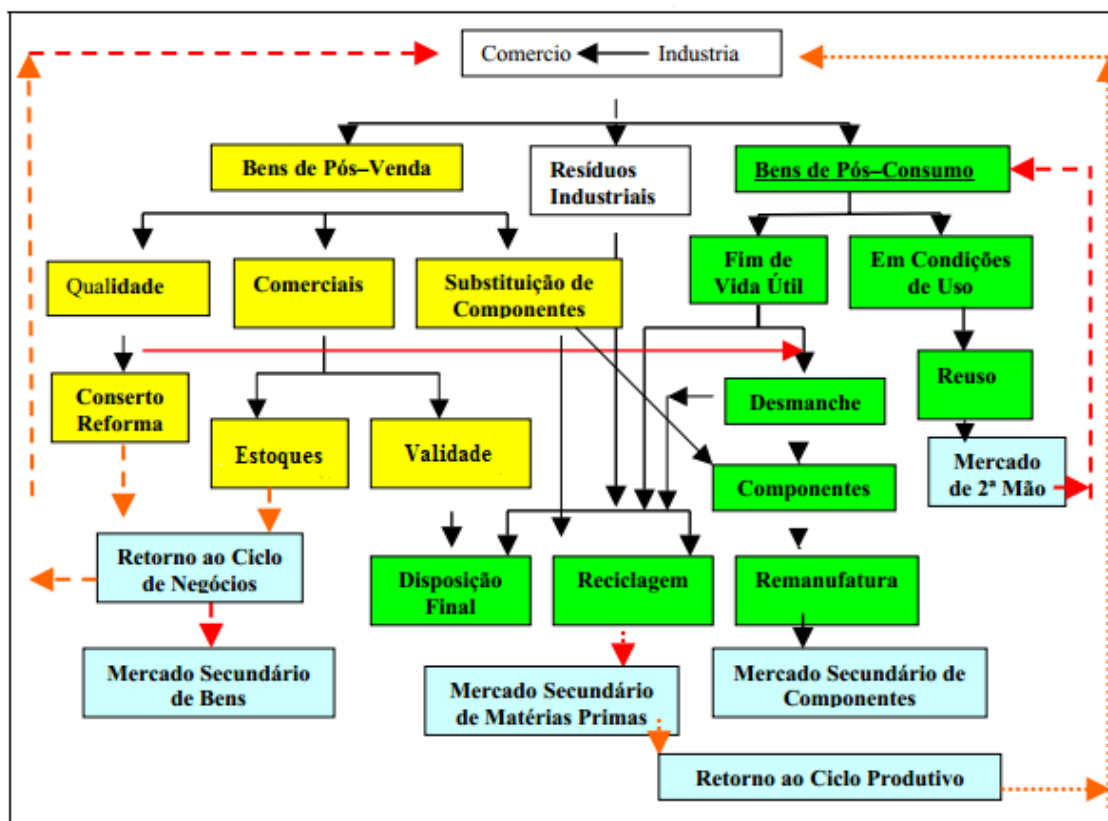 Comercio Industria
Bens de Pós–Venda
Resíduos
Industriais
Bens de Pós–Consumo
Qualidade
Comerciais
Substituição de
Componentes
Fim de
Vida Útil
Em Condições
de Uso
Conserto
Reforma
Estoques
Validade
Desmanche
Reuso
Componentes
Mercado
de 2ª Mão
Retorno ao Ciclo
de Negócios
Disposição
Final
Reciclagem
Remanufatura
Mercado Secundário
de Bens
Mercado Secundário
de Matérias Primas
Mercado Secundário de
Componentes
Retorno ao Ciclo Produtivo